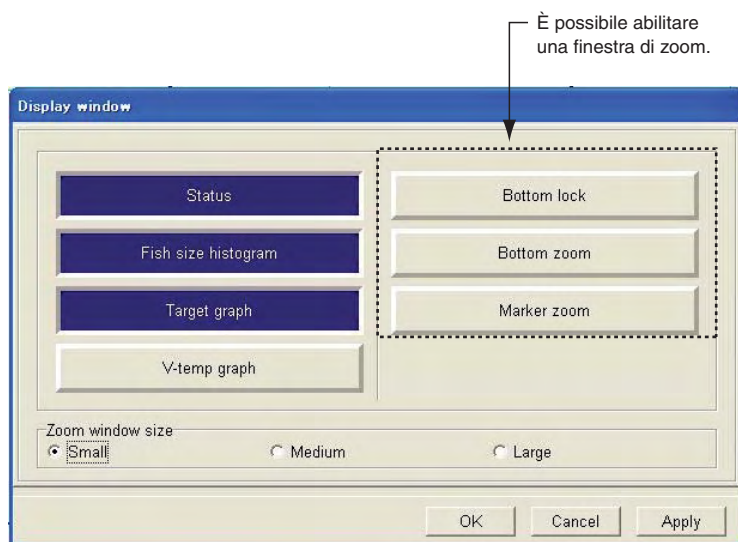 È possibile abilitare
una finestra di zoom.
Display window
Status
Bottom lock
Fish size histogram
Bottom zoom
Target graph
Marker zoom
V-temp graph
Zoom window size
Small
Medium
Large
OK
Cancel
Apply